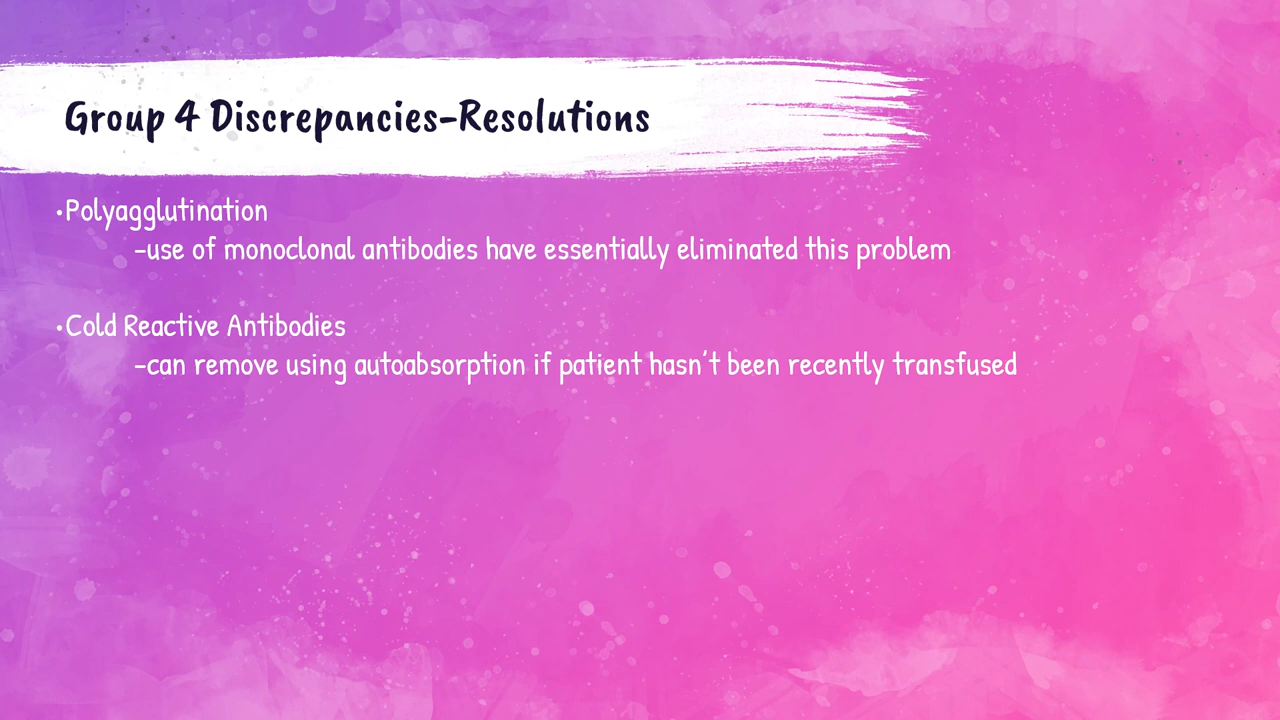 Group 4 Discrepancies-Resolutions
•Polyagglutination
-use of monoclonal antibodies have essentially eliminated this problem
•Cold Reactive Antibodies
-can remove using autoabsorption if patient hasn't been recently transfused